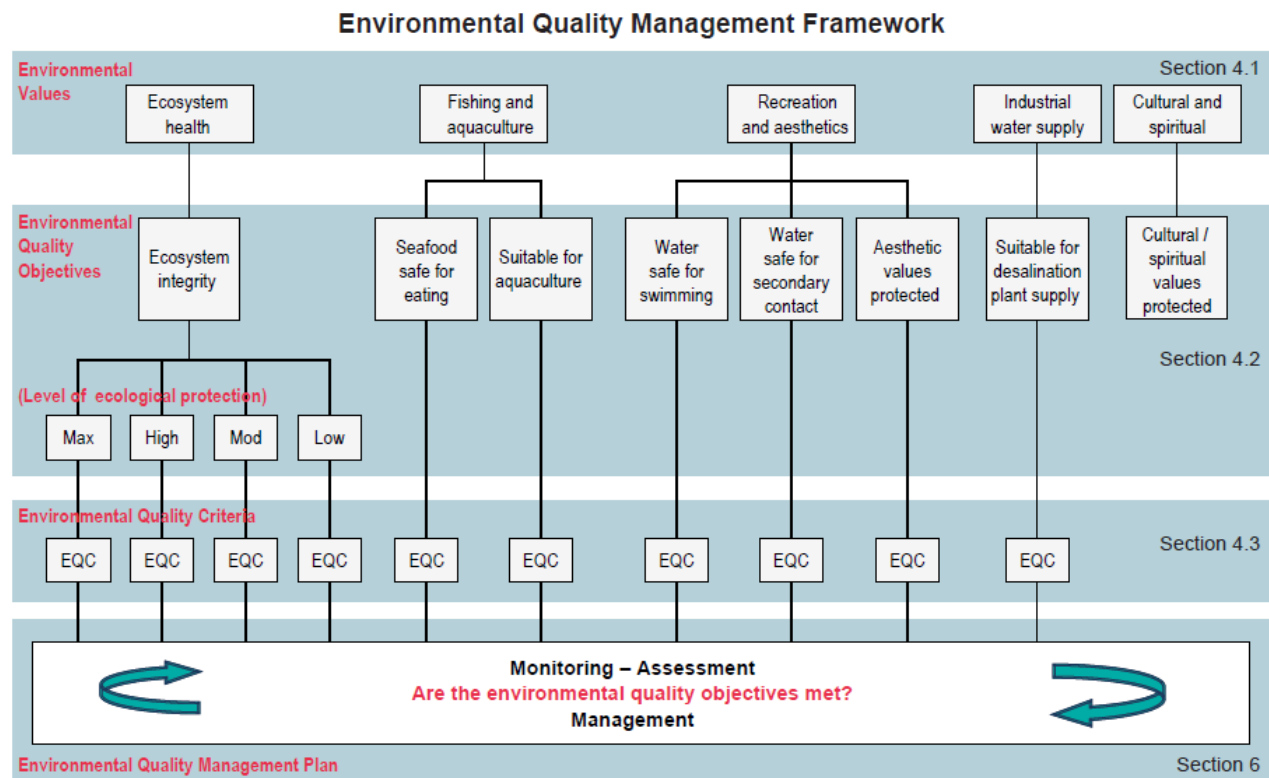 Environmental Quality Management Framework
Environmental
Values
Section 4.1
Ecosystem
health
Fishing and
aquaculture
Recreation
and aesthetics
Industrial
water supply
Cultural and
spiritual
Environmental
Quality
Objectives
Ecosystem
integrity
Seafood
safe for
eating
Suitable for
aquaculture
Water
safe for
swimming
Water
safe for
secondary
contact
Aesthetic
values
protected
Suitable for
desalination
plant supply
Cultural /
spiritual
values
protected
Section 4.2
(Level of ecological protection)
Max
High
Mod
Low
Environmental Quality Criteria
Section 4.3
EQC
EQC
EQC
EQC
EQC
EQC
EQC
EQC
EQC
EQC
Monitoring – Assessment
Are the environmental quality objectives met?
Management
Environmental Quality Management Plan
Section 6